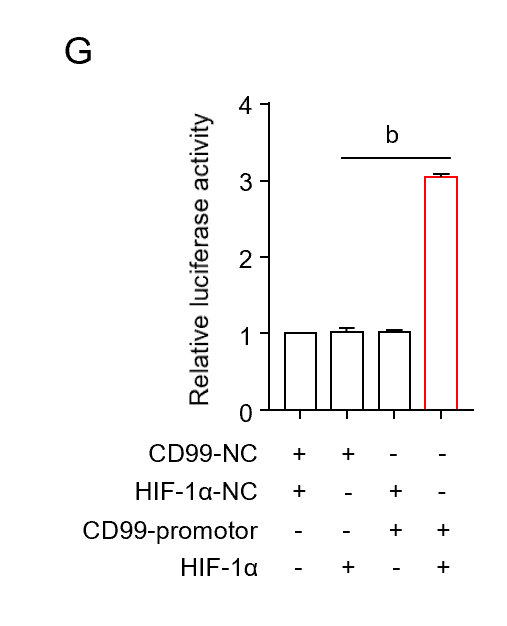 G
Relative luciferase activity
4
b
3
2
1
0
CD99-NC + + - -
HIF-1α-NC + - + -
CD99-promotor - - + +
HIF-1α - + - +